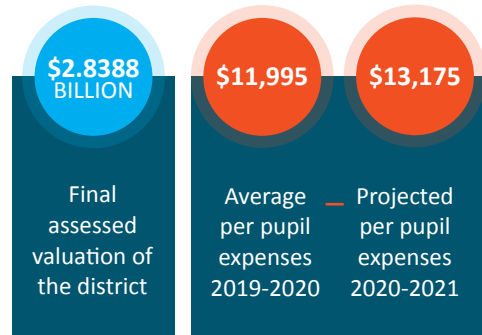 $2.8388
BILLION
Final
assessed
valuation of
the district
$11,995
Average
per pupil
expenses
2019-2020
$13,175
Projected
per pupil
expenses
2020-2021